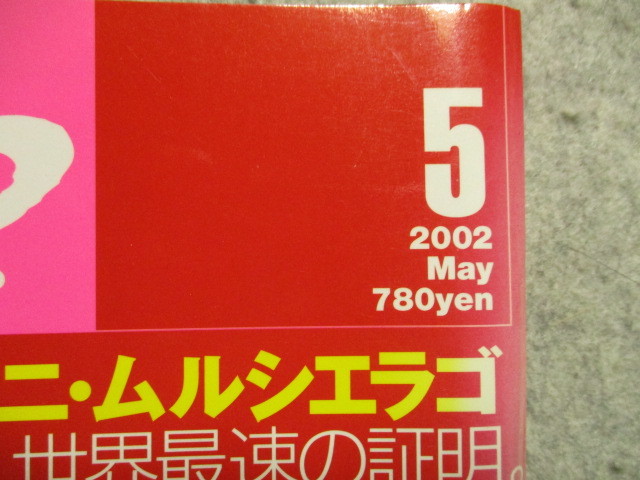 ?
5
2002
May
780yen
ニ・ムルシエラゴ
世界最速の証明。